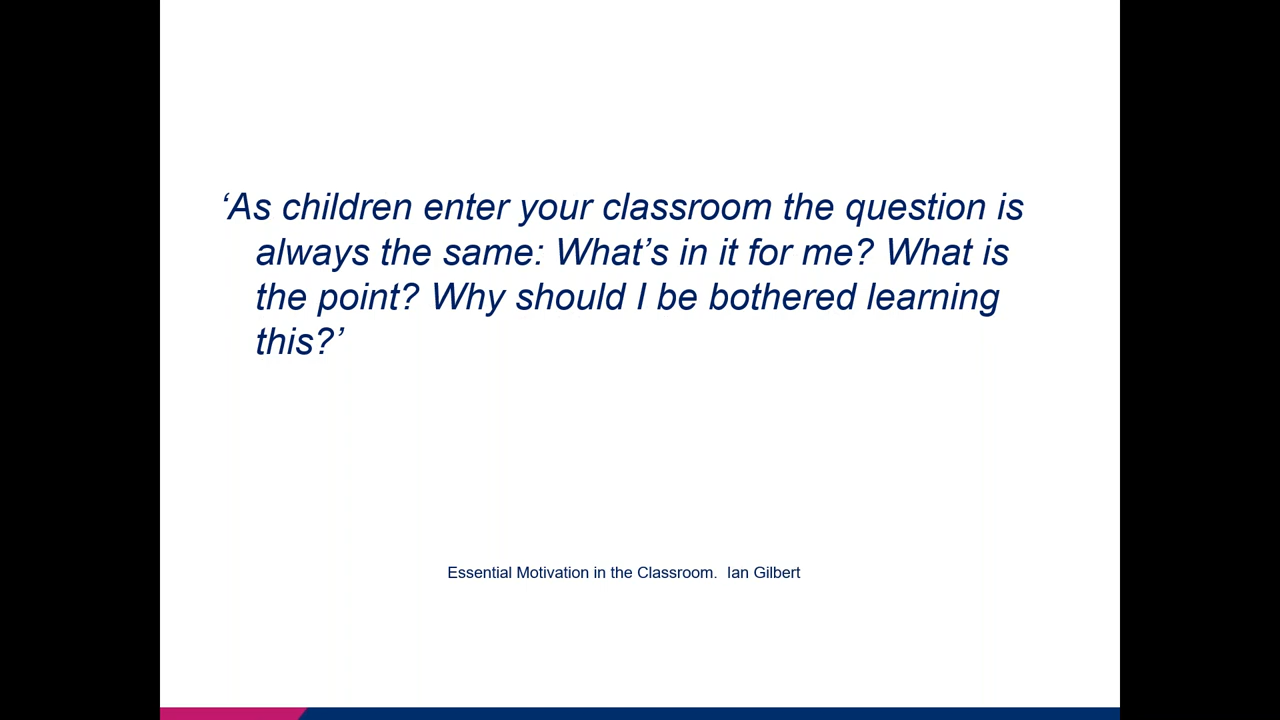 ‘As children enter your classroom the question is
always the same: What’s in it for me? What is
the point? Why should I be bothered learning
this?’
Essential Motivation in the Classroom.  Ian Gilbert